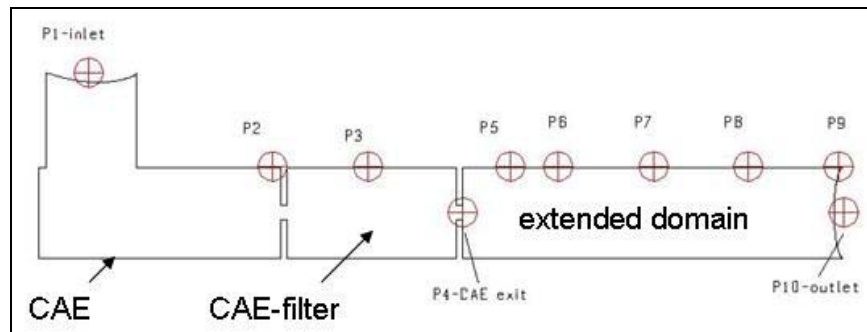 P1-inlet
P2
P3
P5
P6
P7
P8
P9
extended domain
CAE
CAE-filter
P4-CAE exit
P10-outlet